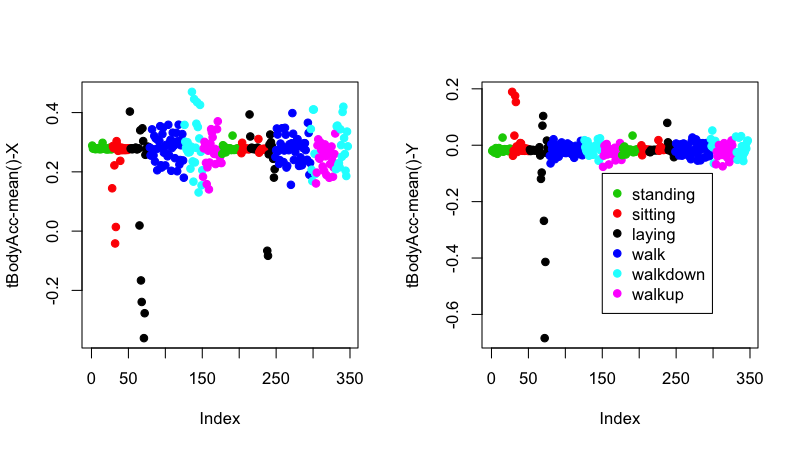 tBodyAcc-mean()-X
0.4
0.2
0.0
-0.2
0 50 150 250 350
Index
tBodyAcc-mean()-Y
0.2
0.0
-0.2
-0.4
-0.6
standing
sitting
laying
walk
walkdown
walkup
0 50 150 250 350
Index